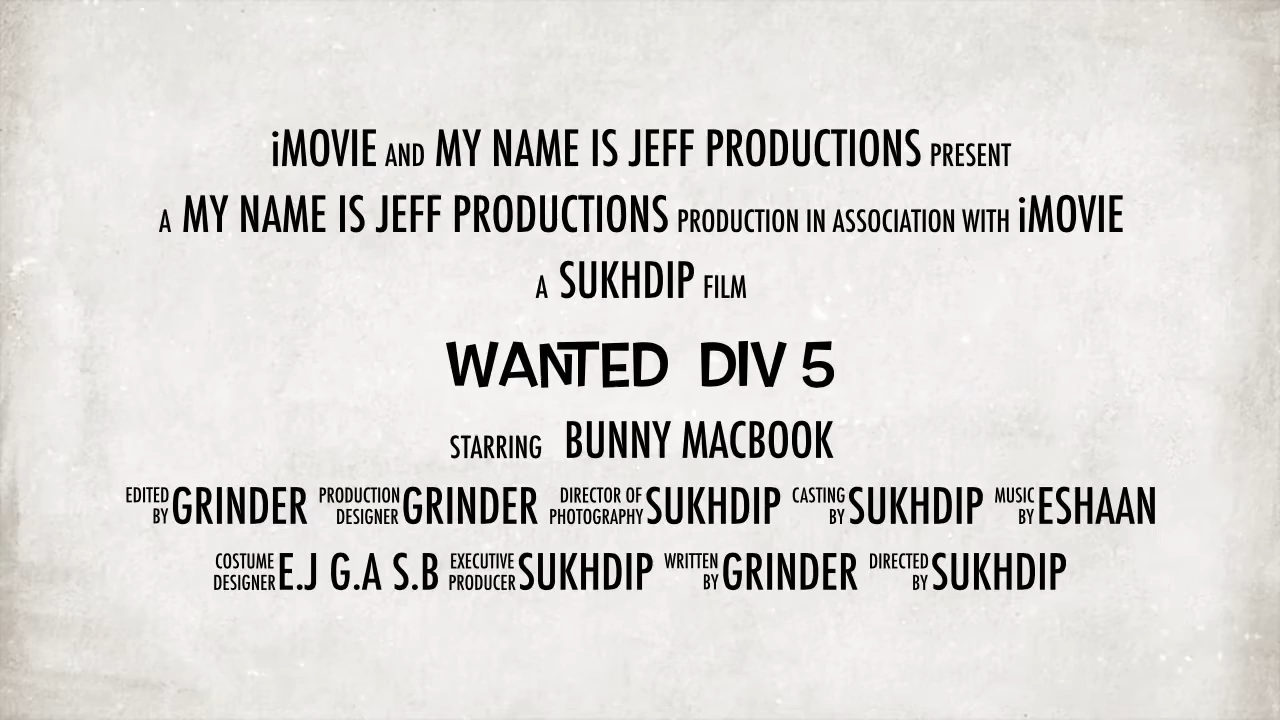 iMOVIE AND MY NAME IS JEFF PRODUCTIONS PRESENT
A MY NAME IS JEFF PRODUCTIONS PRODUCTION IN ASSOCIATION WITH iMOVIE
A SUKHDIP FILM
WANTED DIV 5
STARRING BUNNY MACBOOK
EDITED BY GRINDER PRODUCTION DESIGNER GRINDER DIRECTOR OF PHOTOGRAPHY SUKHDIP CASTING BY SUKHDIP MUSIC BY ESHAAN
COSTUME DESIGNER E.J G.A S.B EXECUTIVE PRODUCER SUKHDIP WRITTEN BY GRINDER DIRECTED BY SUKHDIP